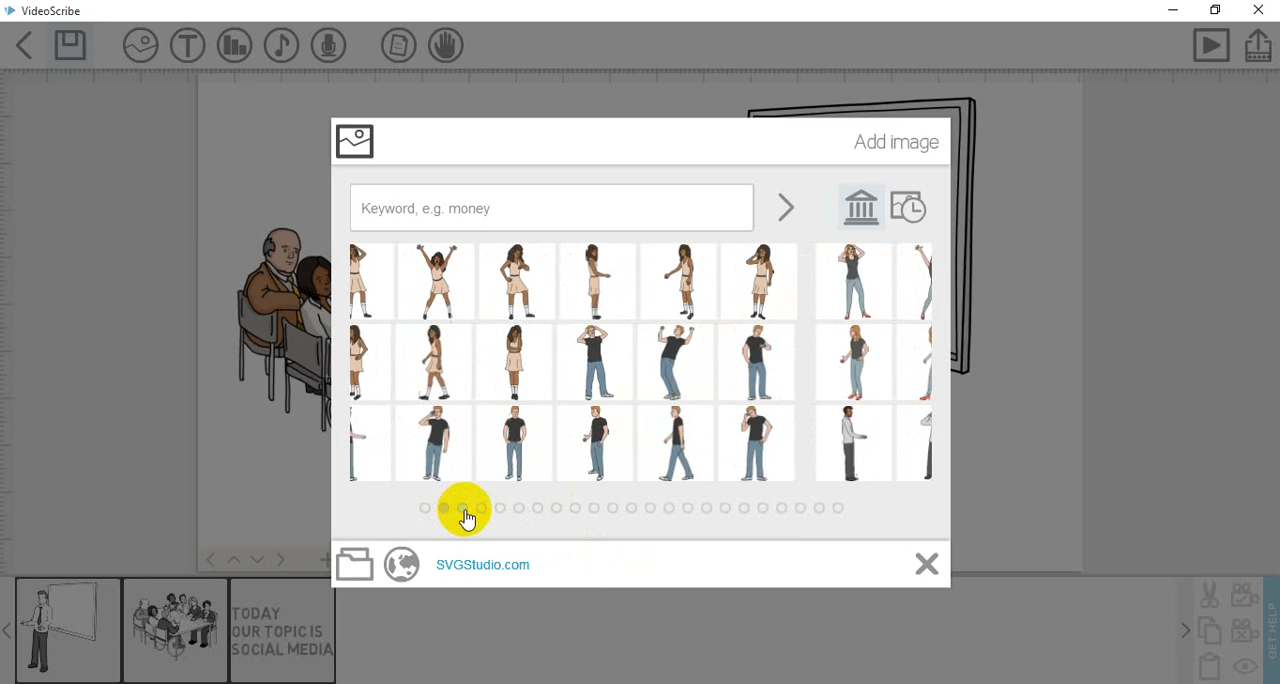 VideoScribe
Add image
Keyword, e.g. money
SVGStudio.com
TODAY
OUR TOPIC IS
SOCIAL MEDIA
GET HELP